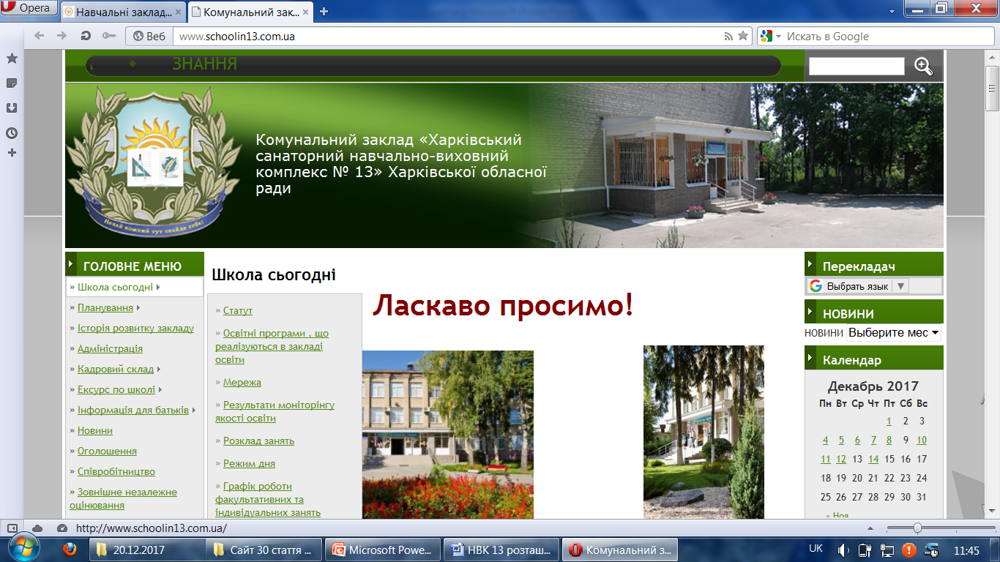 Opera
Навчальні заклад...
Комунальний зак...
Веб
www.schoolin13.com.ua
Искать в Google
ЗНАННЯ
Комунальний заклад «Харківський
санаторний навчально-виховний
комплекс № 13» Харківської обласної
ради
Нехай кожний тут знайде себе!
ГОЛОВНЕ МЕНЮ
» Школа сьогодні
» Планування
» Історія розвитку закладу
» Адміністрація
» Кадровий склад
» Ексурс по школі
» Інформація для батьків
» Новини
» Оголошення
» Співробітництво
» Зовнішне незалежне
оцінювання
Школа сьогодні
» Статут
» Освітні програми , що
реалізуються в закладі
освіти
» Мережа
» Результати моніторінгу
якості освіти
» Розклад занять
» Режим дня
» Графік роботи
факультативних та
індивідуальних занять
Ласкаво просимо!
Перекладач
Выбрать язык ▼
НОВИНИ
НОВИНИ Выберите мес
Календар
Декабрь 2017
Пн Вт Ср Чт Пт Сб Вс
1 2 3
4 5 6 7 8 9 10
11 12 13 14 15 16 17
18 19 20 21 22 23 24
25 26 27 28 29 30 31
« Ноя
http://www.schoolin13.com.ua/
20.12.2017
Сайт 30 стаття ...
Microsoft Powe...
НВК 13 розташ...
Комунальний з...
UK
11:45